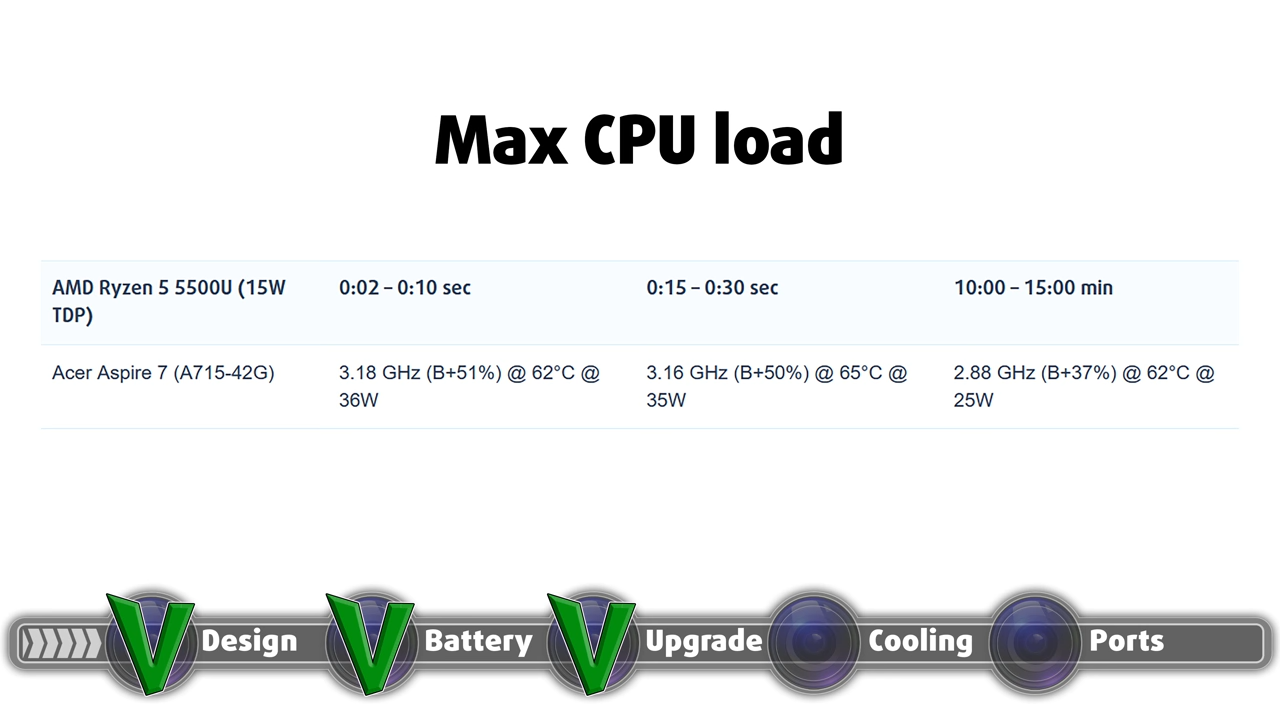 Max CPU load
AMD Ryzen 5 5500U (15W
TDP)
0:02 – 0:10 sec
0:15 – 0:30 sec
10:00 – 15:00 min
Acer Aspire 7 (A715-42G)
3.18 GHz (B+51%) @ 62°C @
36W
3.16 GHz (B+50%) @ 65°C @
35W
2.88 GHz (B+37%) @ 62°C @
25W
Design
Battery
Upgrade
Cooling
Ports